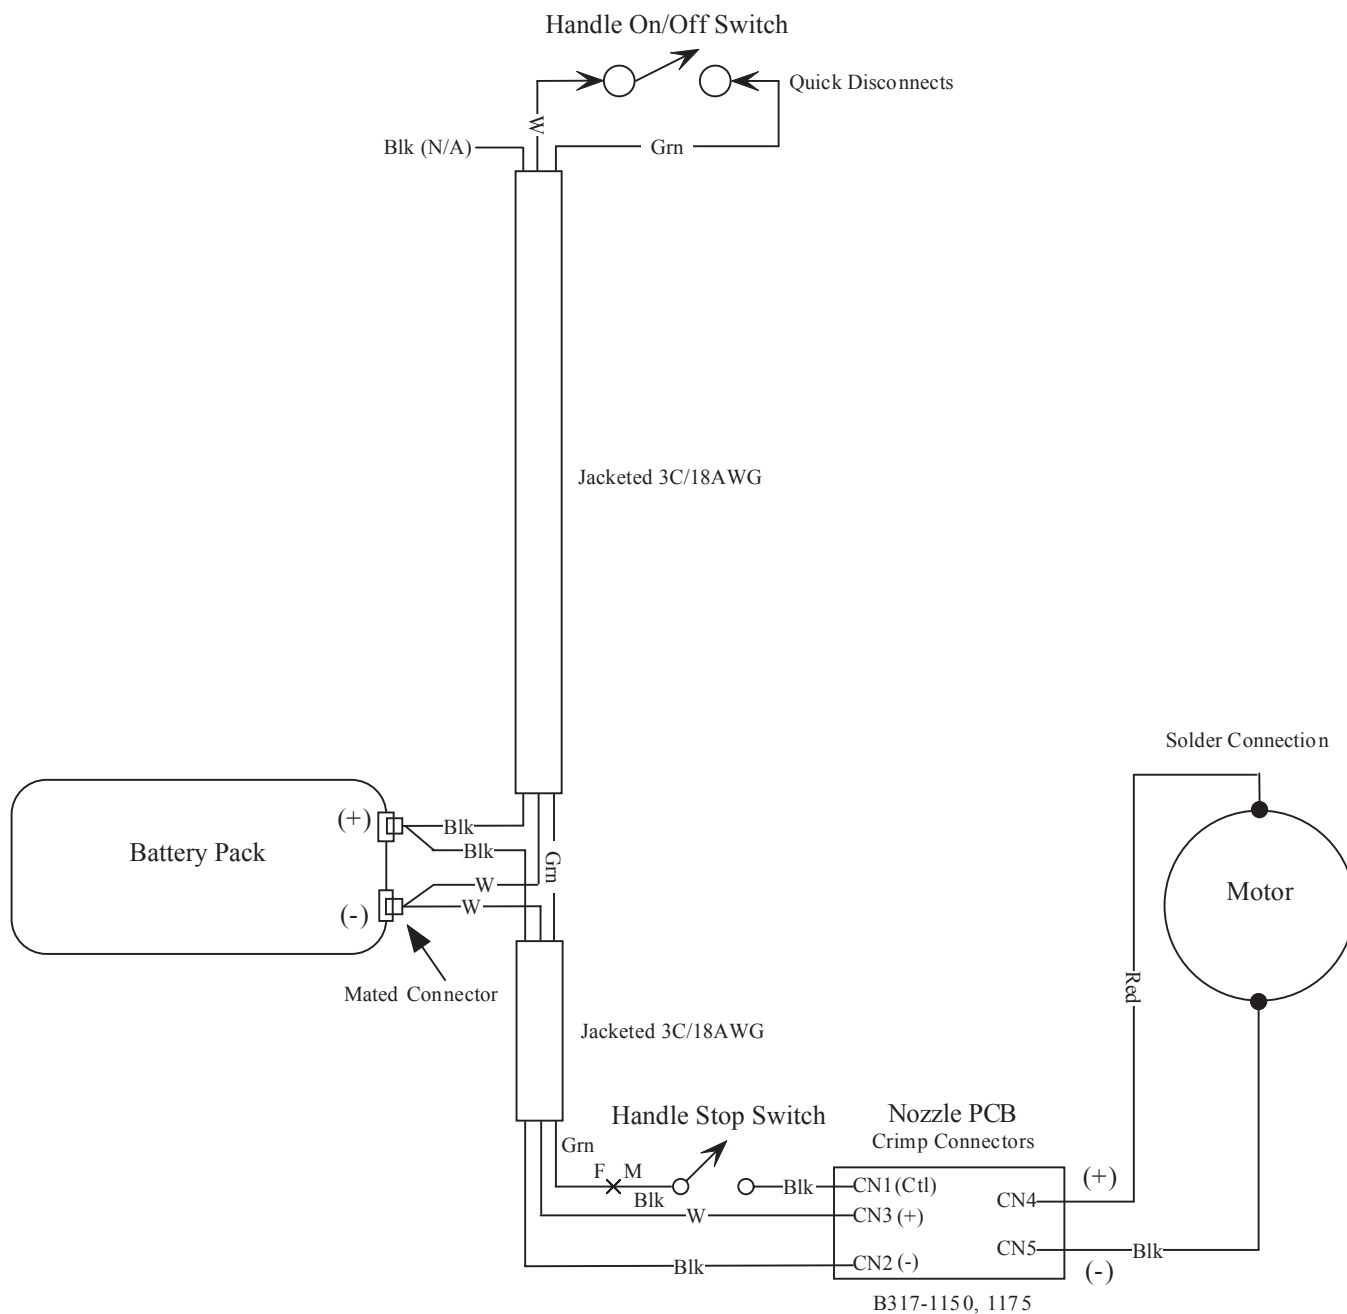 Handle On/Off Switch
Quick Disconnects
W
Blk (N/A)
Grn
Jacketed 3C/18AWG
Solder Connection
(+)
Blk
Battery Pack
Blk
Grn
W
Motor
(-)
W
Mated Connector
Red
Jacketed 3C/18AWG
Handle Stop Switch
Nozzle PCB
Crimp Connectors
Grn
F M
Blk
Blk
CN1(Ctl)
CN4
(+)
W
CN3 (+)
CN5
Blk
Blk
CN2 (-)
(-)
B317-1150, 1175